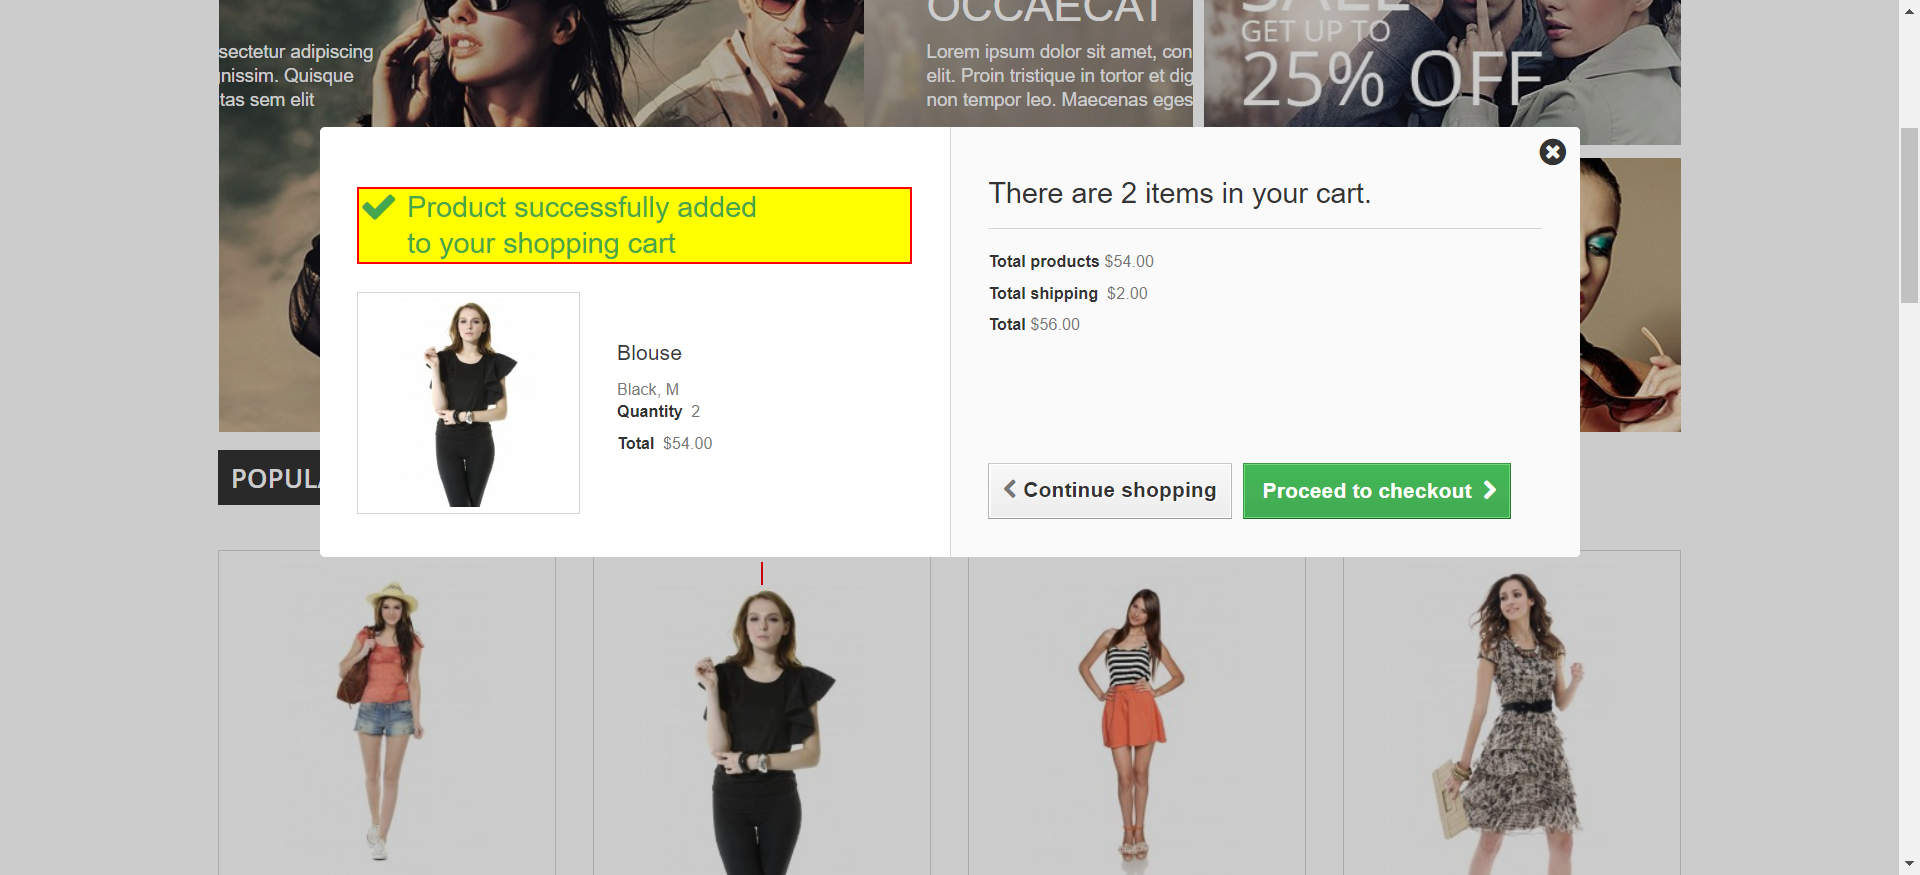 OCCAECAT
SALE
GET UP TO
25% OFF
sectetur adipiscing
nissim. Quisque
tas sem elit
Lorem ipsum dolor sit amet, con
elit. Proin tristique in tortor et dig
non tempor leo. Maecenas eges
Product successfully added
to your shopping cart
Blouse
Black, M
Quantity 2
Total $54.00
There are 2 items in your cart.
Total products $54.00
Total shipping $2.00
Total $56.00
Continue shopping
Proceed to checkout
POPULA